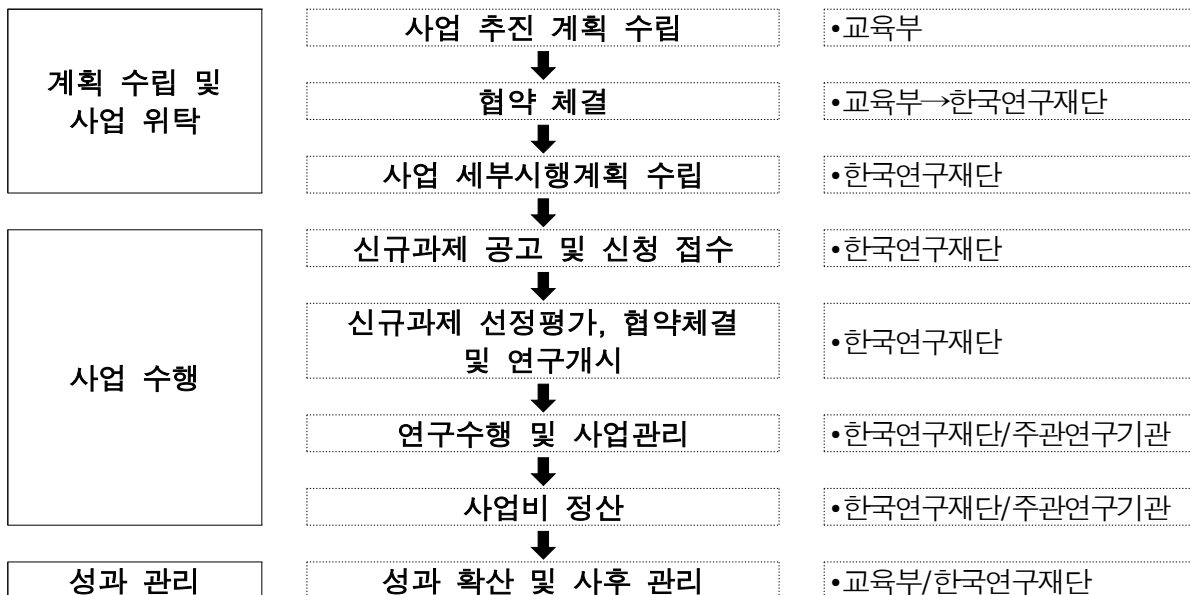 사업 추진 계획 수립
•교육부
계획 수립 및
사업 위탁
협약 체결
•교육부→한국연구재단
사업 세부시행계획 수립
•한국연구재단
신규과제 공고 및 신청 접수
•한국연구재단
사업 수행
신규과제 선정평가, 협약체결
및 연구개시
•한국연구재단
연구수행 및 사업관리
•한국연구재단/주관연구기관
사업비 정산
•한국연구재단/주관연구기관
성과 관리
성과 확산 및 사후 관리
•교육부/한국연구재단